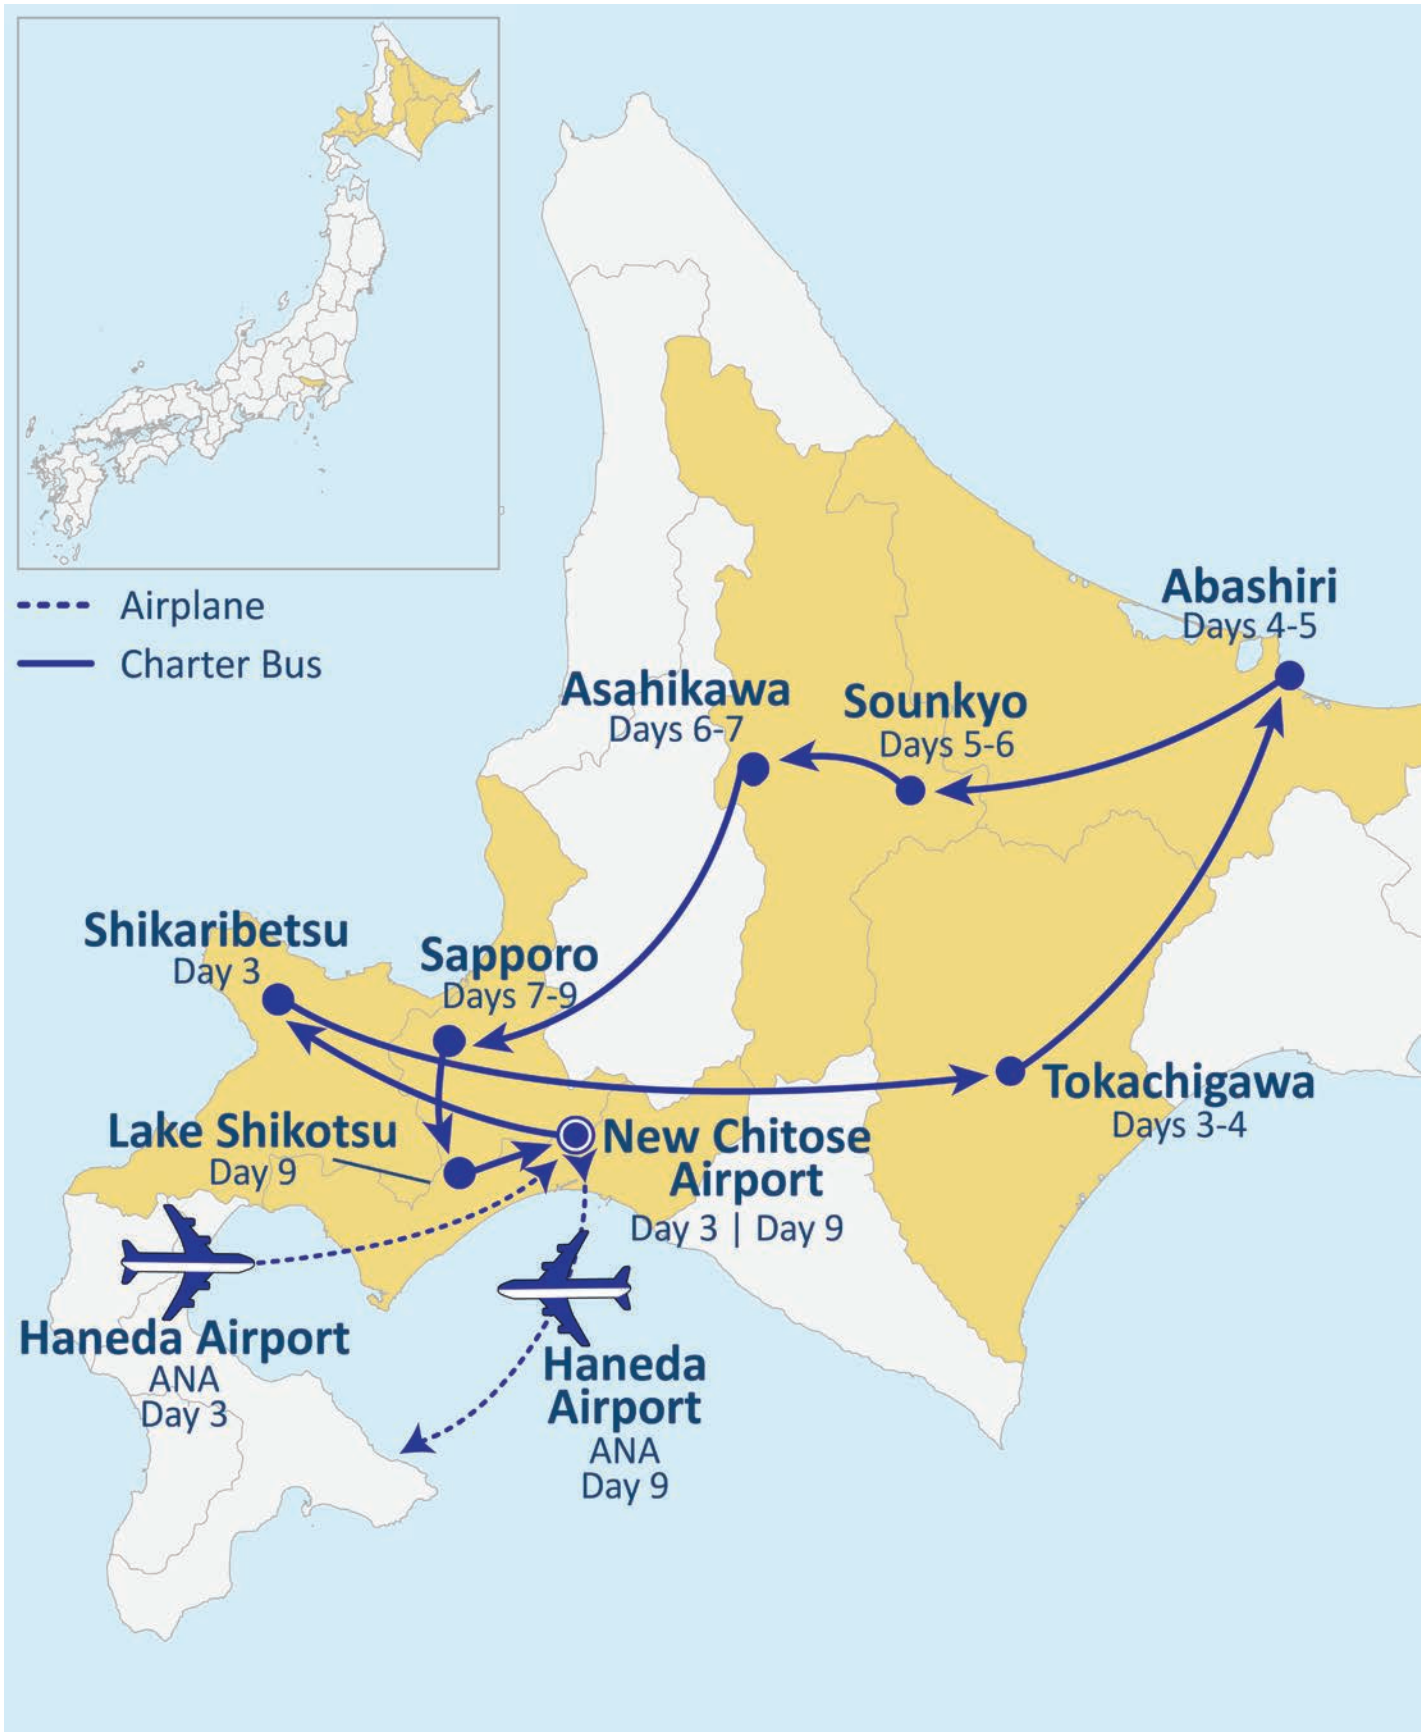 Airplane
Charter Bus
Abashiri
Days 4-5
Asahikawa
Days 6-7
Sounkyo
Days 5-6
Shikaribetsu
Day 3
Sapporo
Days 7-9
Tokachigawa
Days 3-4
Lake Shikotsu
Day 9
New Chitose
Airport
Day 3 | Day 9
Haneda Airport
ANA
Day 3
Haneda
Airport
ANA
Day 9